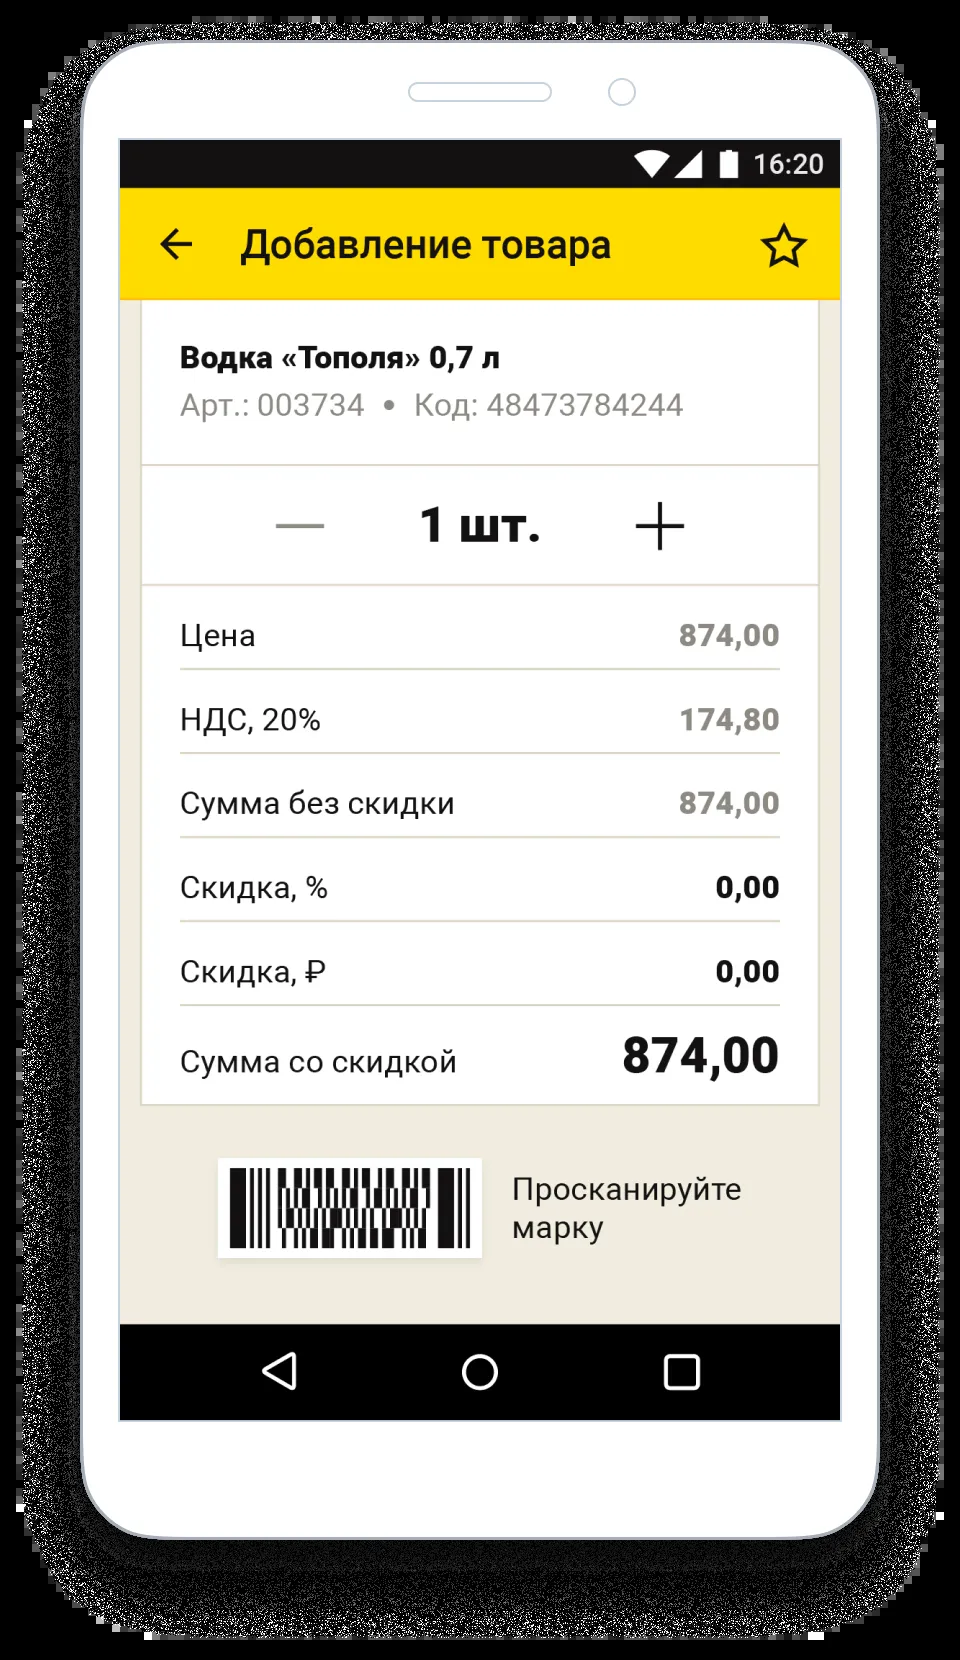 16:20
Добавление товара
Водка «Тополя» 0,7 л
Арт.: 003734 • Код: 48473784244
1 шт.
Цена 874,00
НДС, 20% 174,80
Сумма без скидки 874,00
Скидка, % 0,00
Скидка, ₽ 0,00
Сумма со скидкой 874,00
Просканируйте
марку